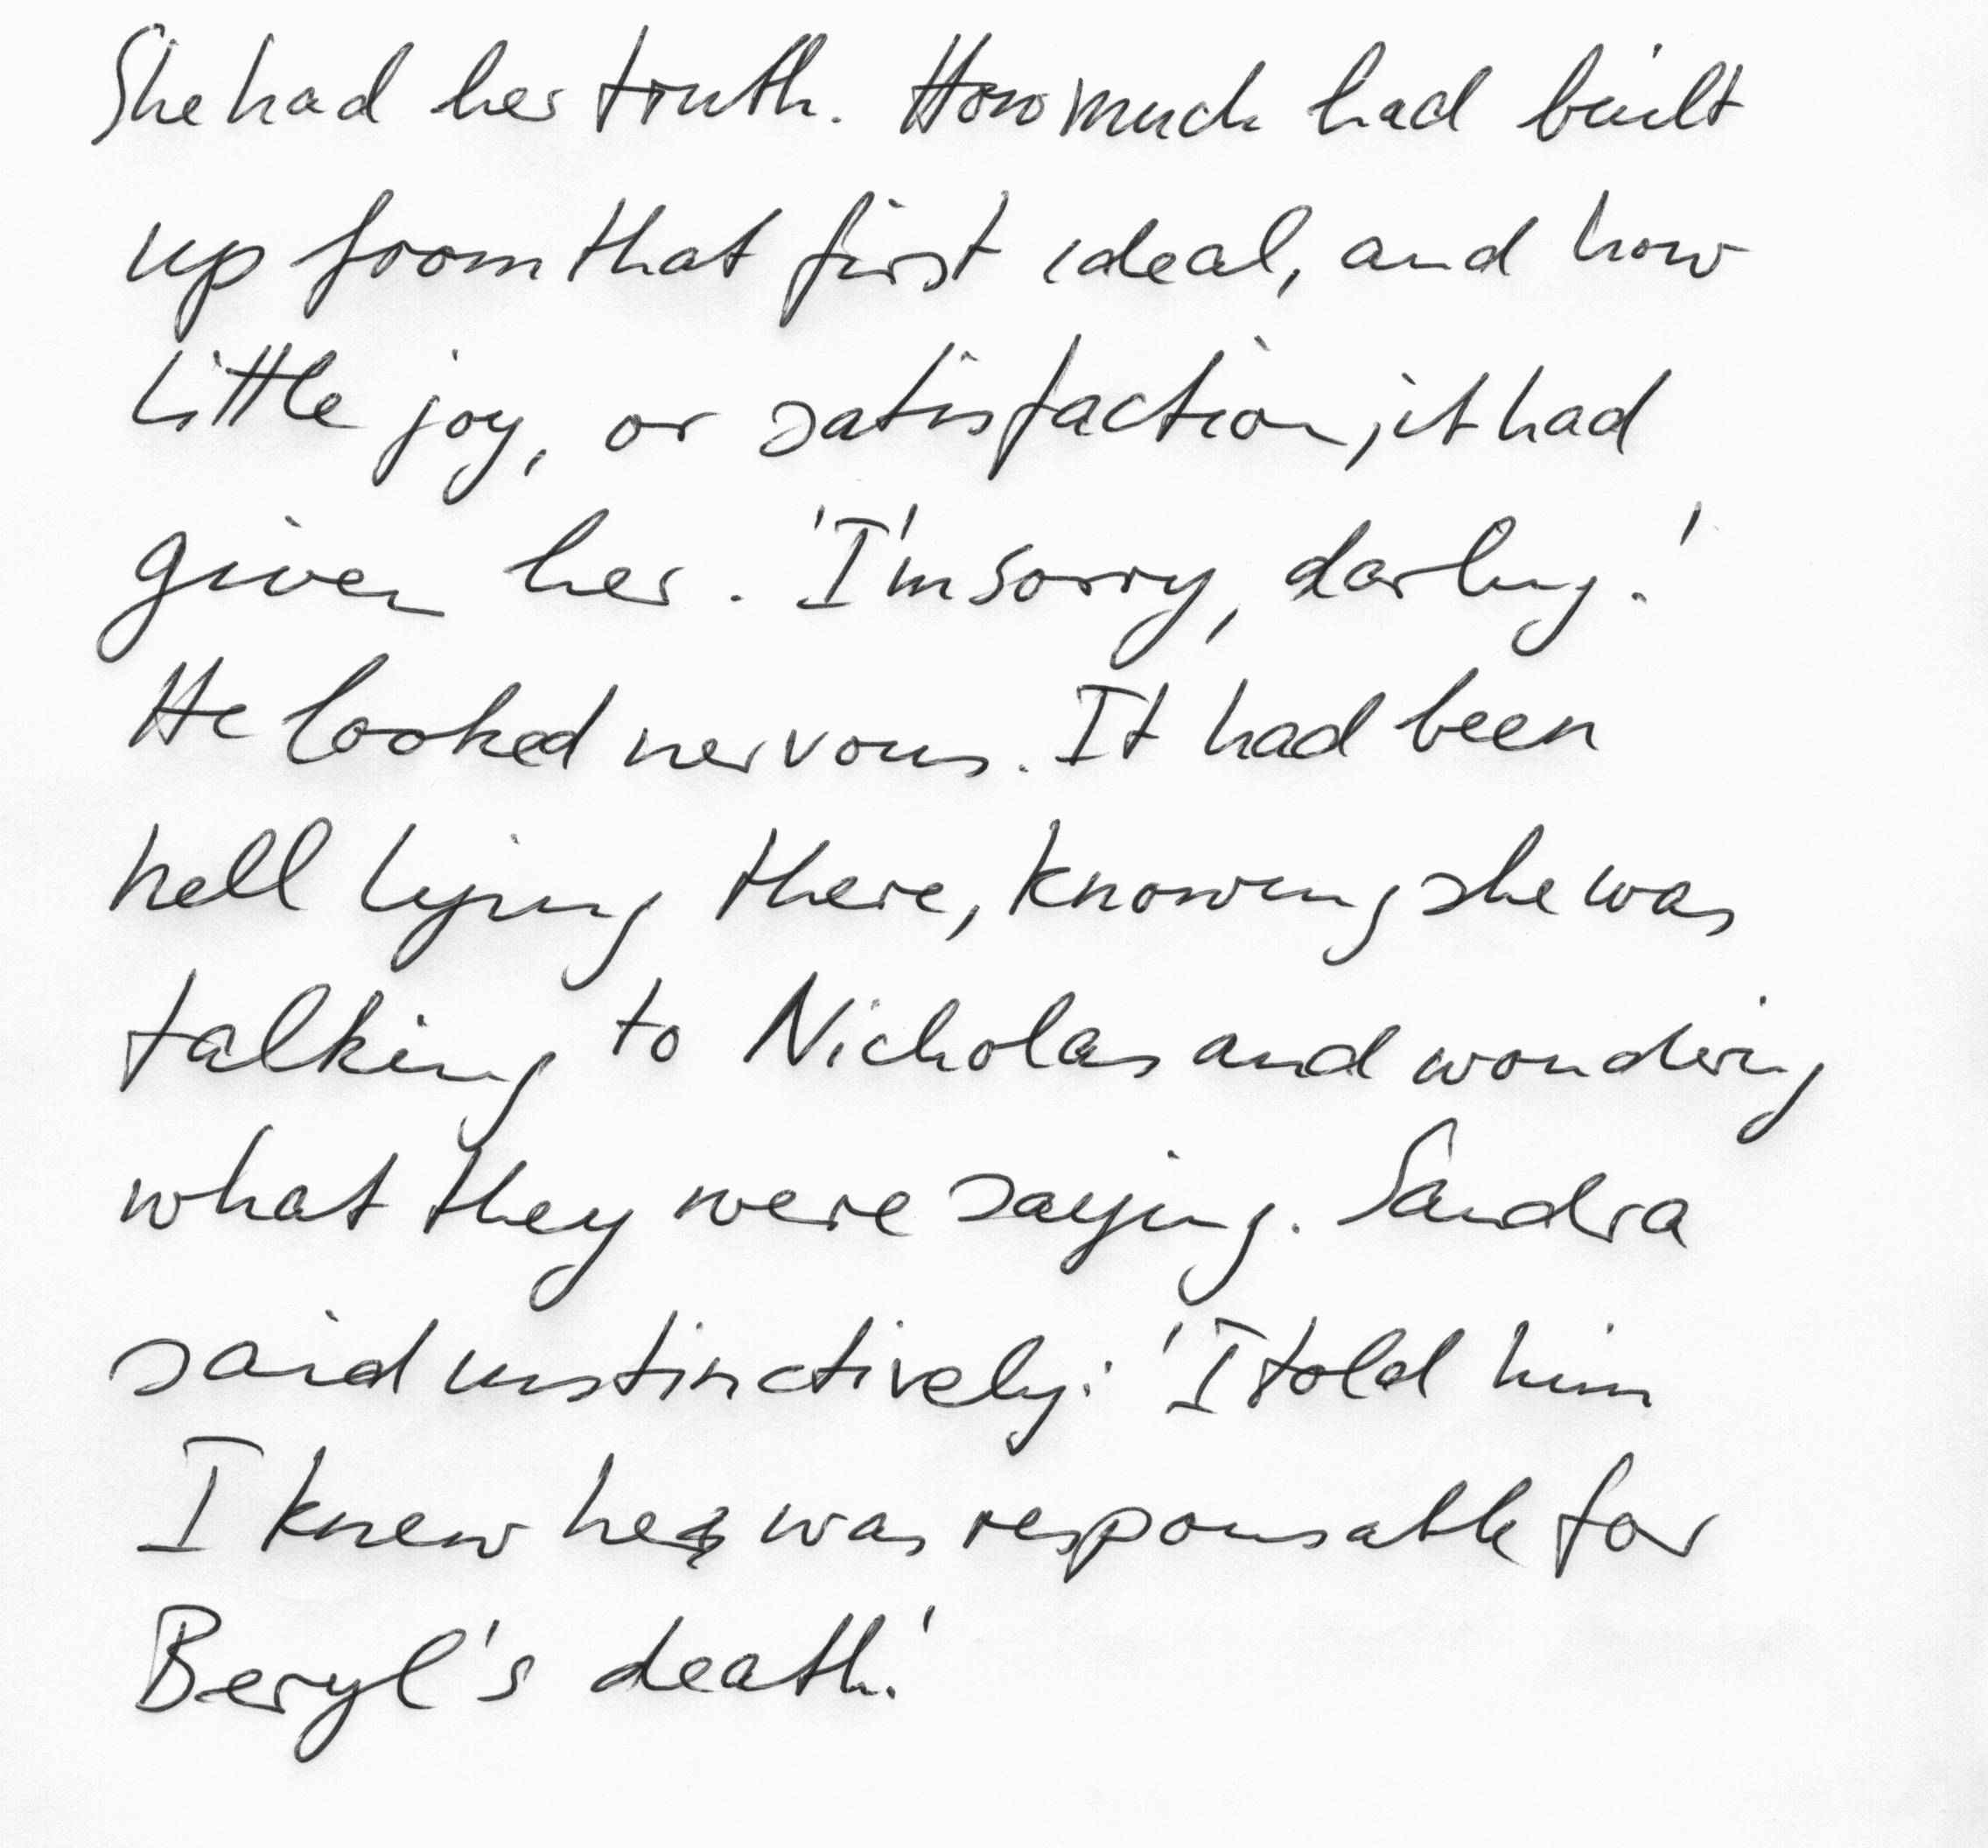 She had her truth. How much had built
up from that first ideal, and how
little joy, or satisfaction, it had
given her. 'I'm sorry, darling.'
He looked nervous. It had been
hell lying there, knowing she was
talking to Nicholas and wondering
what they were saying. Sandra
said instinctively: 'I told him
I knew he was responsable for
Beryl's death.'